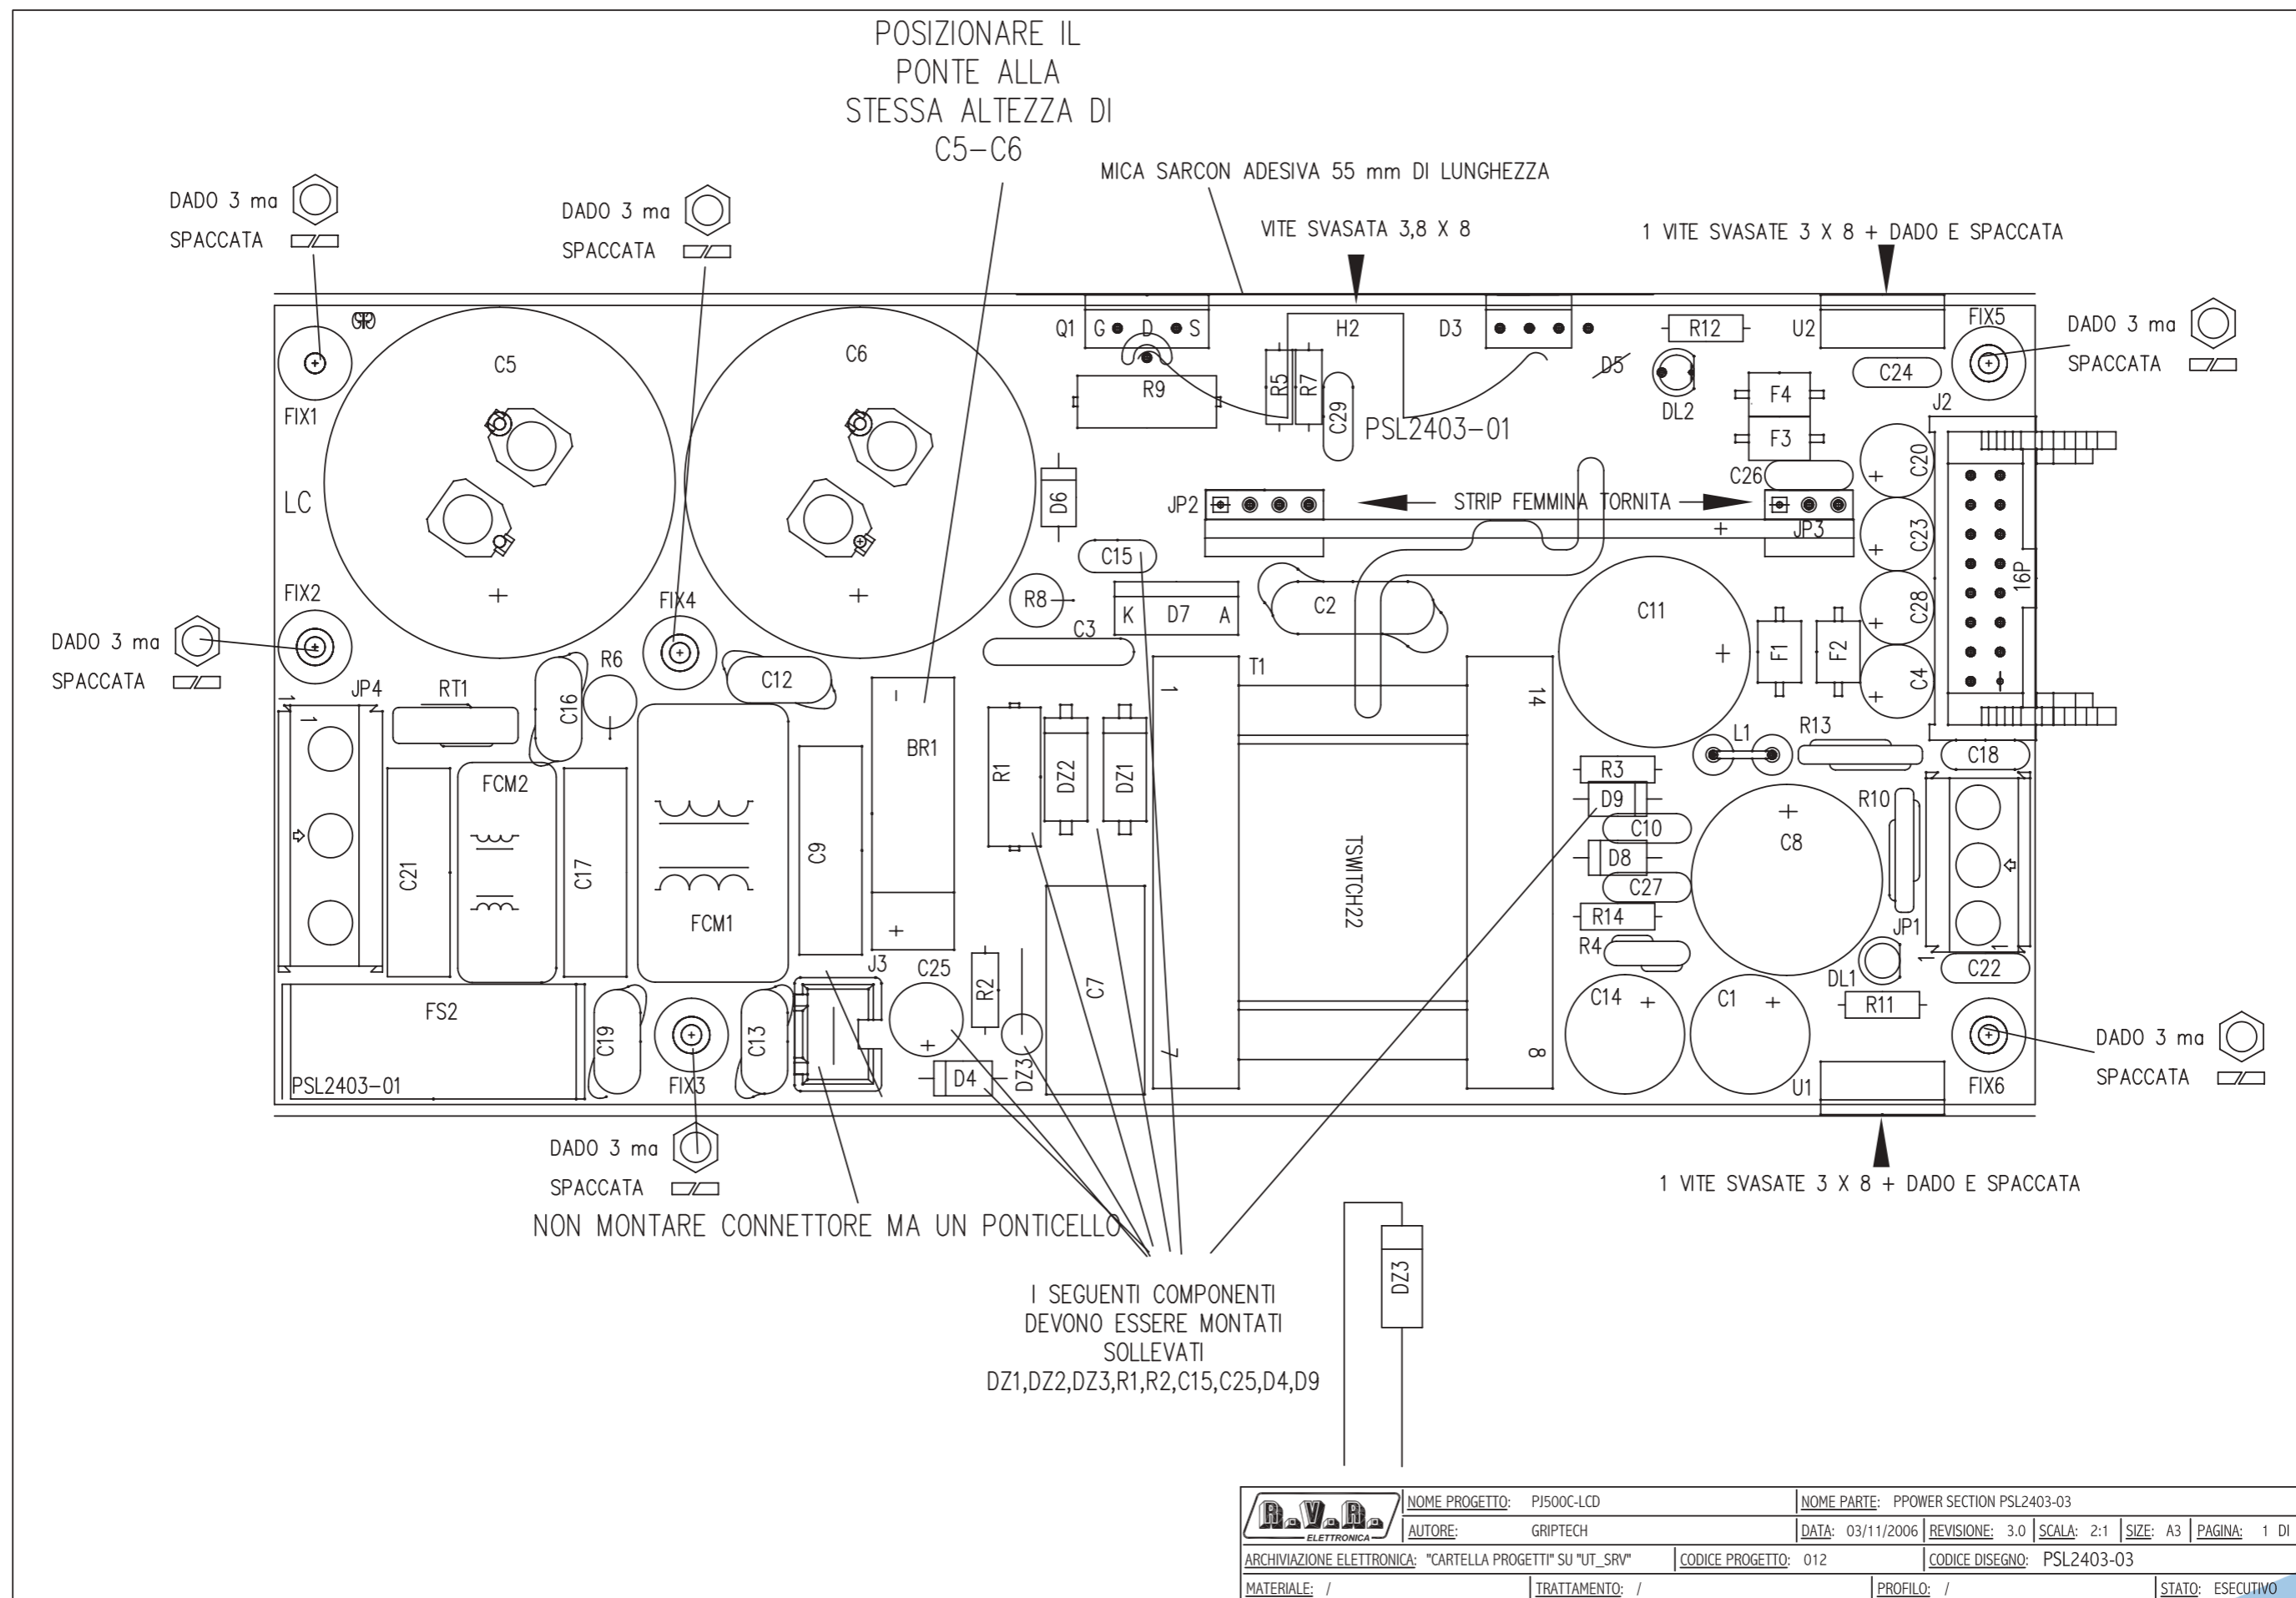 POSIZIONARE IL
PONTE ALLA
STESSA ALTEZZA DI
C5-C6
MICA SARCON ADESIVA 55 mm DI LUNGHEZZA
DADO 3 ma
SPACCATA
DADO 3 ma
SPACCATA
VITE SVASATA 3,8 X 8
1 VITE SVASATE 3 X 8 + DADO E SPACCATA
DADO 3 ma
SPACCATA
FIX1
C5
C6
Q1
G
D
S
H2
D3
R12
U2
FIX5
R9
R5
R7
C29
D5
DL2
F4
F3
C24
J2
PSL2403-01
LC
D6
C26
C20
JP2
STRIP FEMMINA TORNITA
JP3
+
C23
+
+
C15
16P
FIX2
+
FIX4
+
R8
K
D7
A
C2
C11
C28
+
DADO 3 ma
SPACCATA
C3
R6
T1
+
F1
F2
C4
+
JP4
1
1
RT1
C16
C12
-
BR1
+
R1
DZ2
DZ1
1
14
L1
R13
C18
FCM2
R3
D9
C10
R10
+
C8
C21
C17
FCM1
C9
TSWITCH22
D8
C27
R14
R4
JP1
1
1
DL1
C22
J3
C25
+
R2
C7
C14
+
C1
+
R11
FS2
C19
C13
D4
DZ3
7
8
U1
FIX6
DADO 3 ma
SPACCATA
PSL2403-01
FIX3
DADO 3 ma
SPACCATA
1 VITE SVASATE 3 X 8 + DADO E SPACCATA
NON MONTARE CONNETTORE MA UN PONTICELLO
DZ3
I SEGUENTI COMPONENTI
DEVONO ESSERE MONTATI
SOLLEVATI
DZ1,DZ2,DZ3,R1,R2,C15,C25,D4,D9
R.V.R.
ELETTRONICA
NOME PROGETTO: PJ500C-LCD
NOME PARTE: PPOWER SECTION PSL2403-03
AUTORE: GRIPTECH
DATA: 03/11/2006 REVISIONE: 3.0 SCALA: 2:1 SIZE: A3 PAGINA: 1 DI
ARCHIVIAZIONE ELETTRONICA: "CARTELLA PROGETTI" SU "UT_SRV" CODICE PROGETTO: 012 CODICE DISEGNO: PSL2403-03
MATERIALE: / TRATTAMENTO: / PROFILO: / STATO: ESECUTIVO